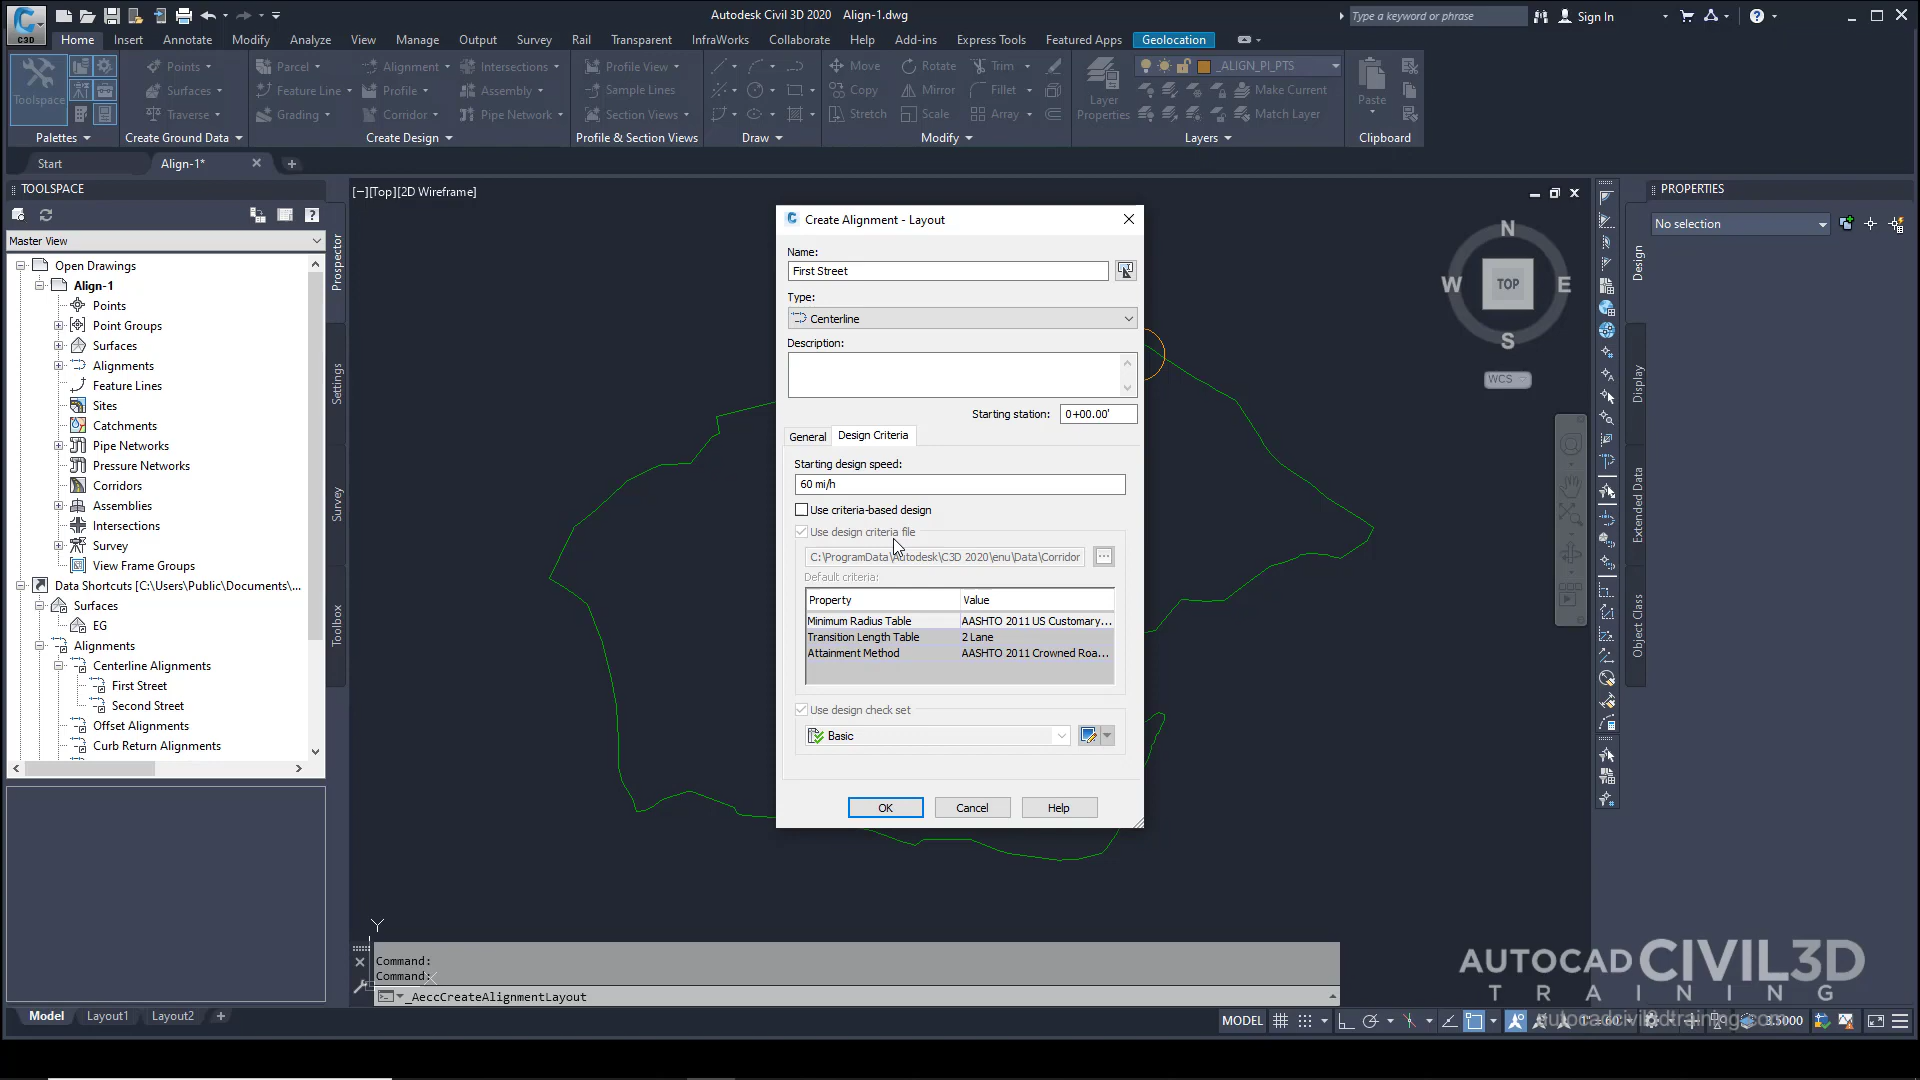 C3D
Autodesk Civil 3D 2020 Align-1.dwg
Type a keyword or phrase
Sign In
Home Insert Annotate Modify Analyze View Manage Output Survey Rail Transparent InfraWorks Collaborate Help Add-ins Express Tools Featured Apps Geolocation
Toolspace
Points
Surfaces
Traverse
Parcel
Feature Line
Grading
Alignment
Profile
Corridor
Intersections
Assembly
Pipe Network
Profile View
Sample Lines
Section Views
Move Rotate Trim
Copy Mirror Fillet
Stretch Scale Array
Layer
Properties
_ALIGN_PI_PTS
Make Current
Match Layer
Paste
Palettes Create Ground Data Create Design Profile & Section Views Draw Modify Layers Clipboard
Start Align-1*
TOOLSPACE
Master View
Open Drawings
Align-1
Points
Point Groups
Surfaces
Alignments
Feature Lines
Sites
Catchments
Pipe Networks
Pressure Networks
Corridors
Assemblies
Intersections
Survey
View Frame Groups
Data Shortcuts [C:\Users\Public\Documents\...
Surfaces
EG
Alignments
Centerline Alignments
First Street
Second Street
Offset Alignments
Curb Return Alignments
Prospector
Settings
Survey
Toolbox
[−][Top][2D Wireframe]
Create Alignment - Layout
Name:
First Street
Type:
Centerline
Description:
Starting station: 0+00.00'
General Design Criteria
Starting design speed:
60 mi/h
Use criteria-based design
Use design criteria file
C:\ProgramData\Autodesk\C3D 2020\enu\Data\Corridor
Default criteria:
Property Value
Minimum Radius Table AASHTO 2011 US Customary...
Transition Length Table 2 Lane
Attainment Method AASHTO 2011 Crowned Roa...
Use design check set
Basic
OK Cancel Help
N
W TOP E
S
WCS
PROPERTIES
No selection
Design
Display
Extended Data
Object Class
Y
X
Command:
Command:
_AeccCreateAlignmentLayout
AUTOCAD CIVIL3D
TRAINING
Model Layout1 Layout2
MODEL
3.5000